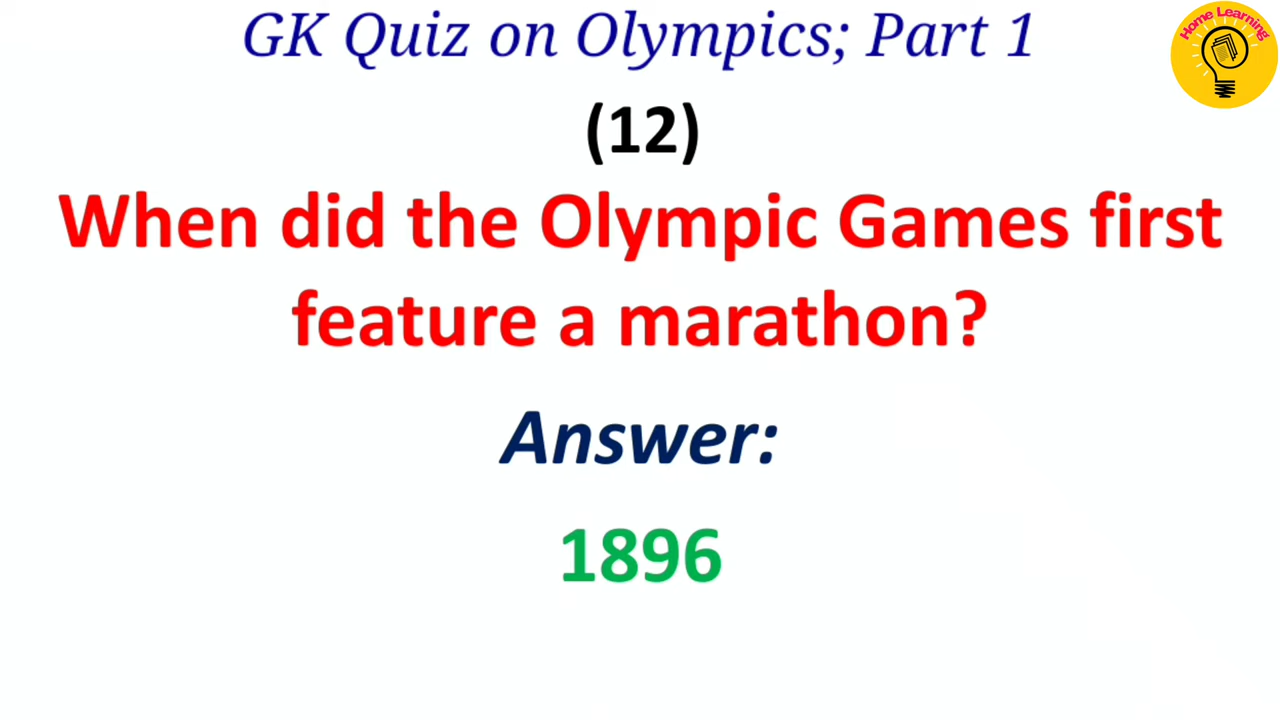 GK Quiz on Olympics; Part 1
Home Learning
(12)
When did the Olympic Games first
feature a marathon?
Answer:
1896